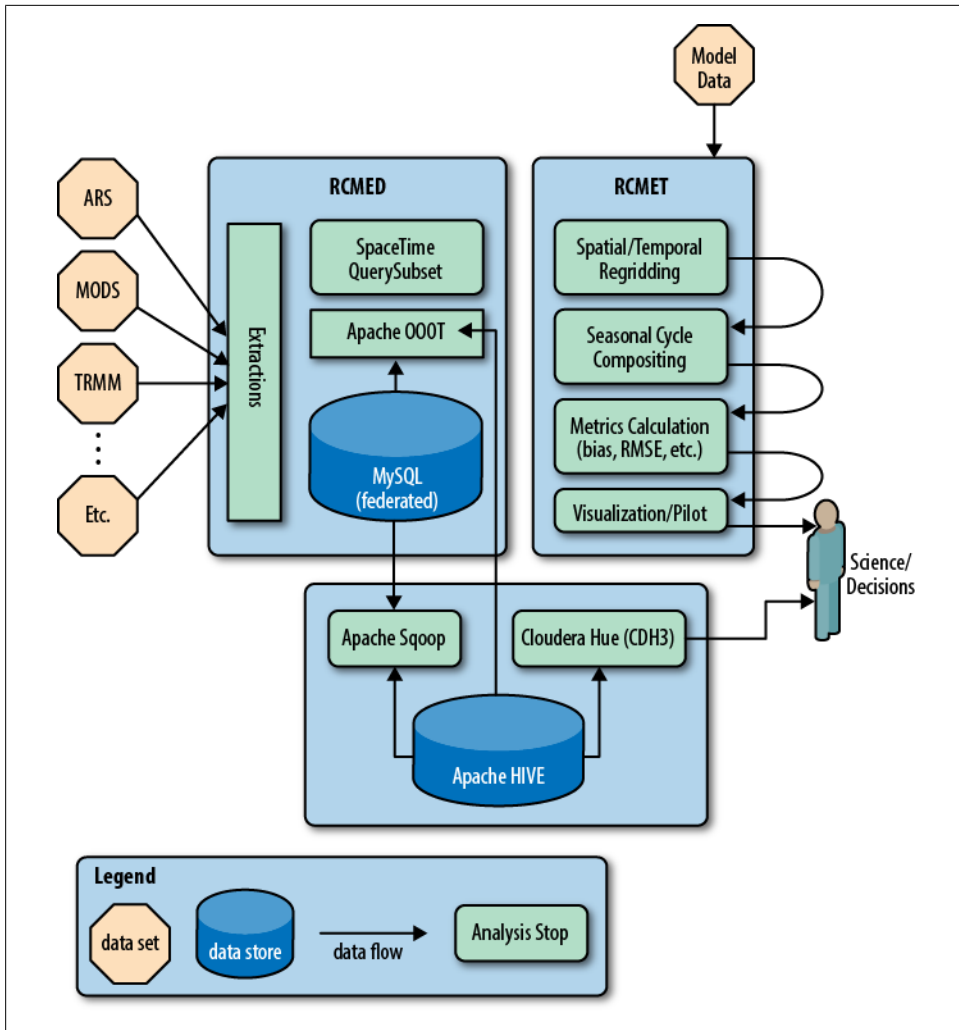 Model
Data
RCMED
RCMET
ARS
MODS
TRMM
Etc.
Extractions
SpaceTime
QuerySubset
Apache OOOT
MySQL
(federated)
Spatial/Temporal
Regridding
Seasonal Cycle
Compositing
Metrics Calculation
(bias, RMSE, etc.)
Visualization/Pilot
Science/
Decisions
Apache Sqoop
Cloudera Hue (CDH3)
Apache HIVE
Legend
data set
data store
data flow
Analysis Stop